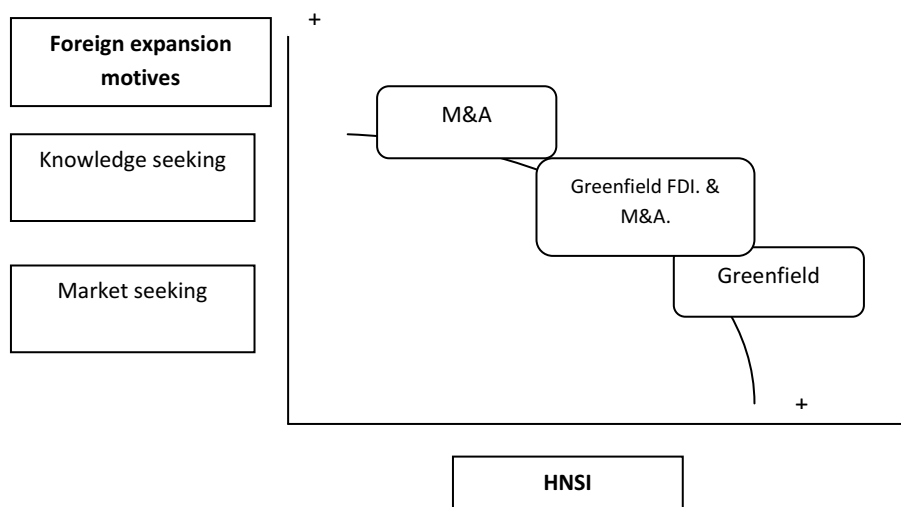 +
Foreign expansion
motives
M&A
Knowledge seeking
Greenfield FDI. &
M&A.
Market seeking
Greenfield
+
HNSI